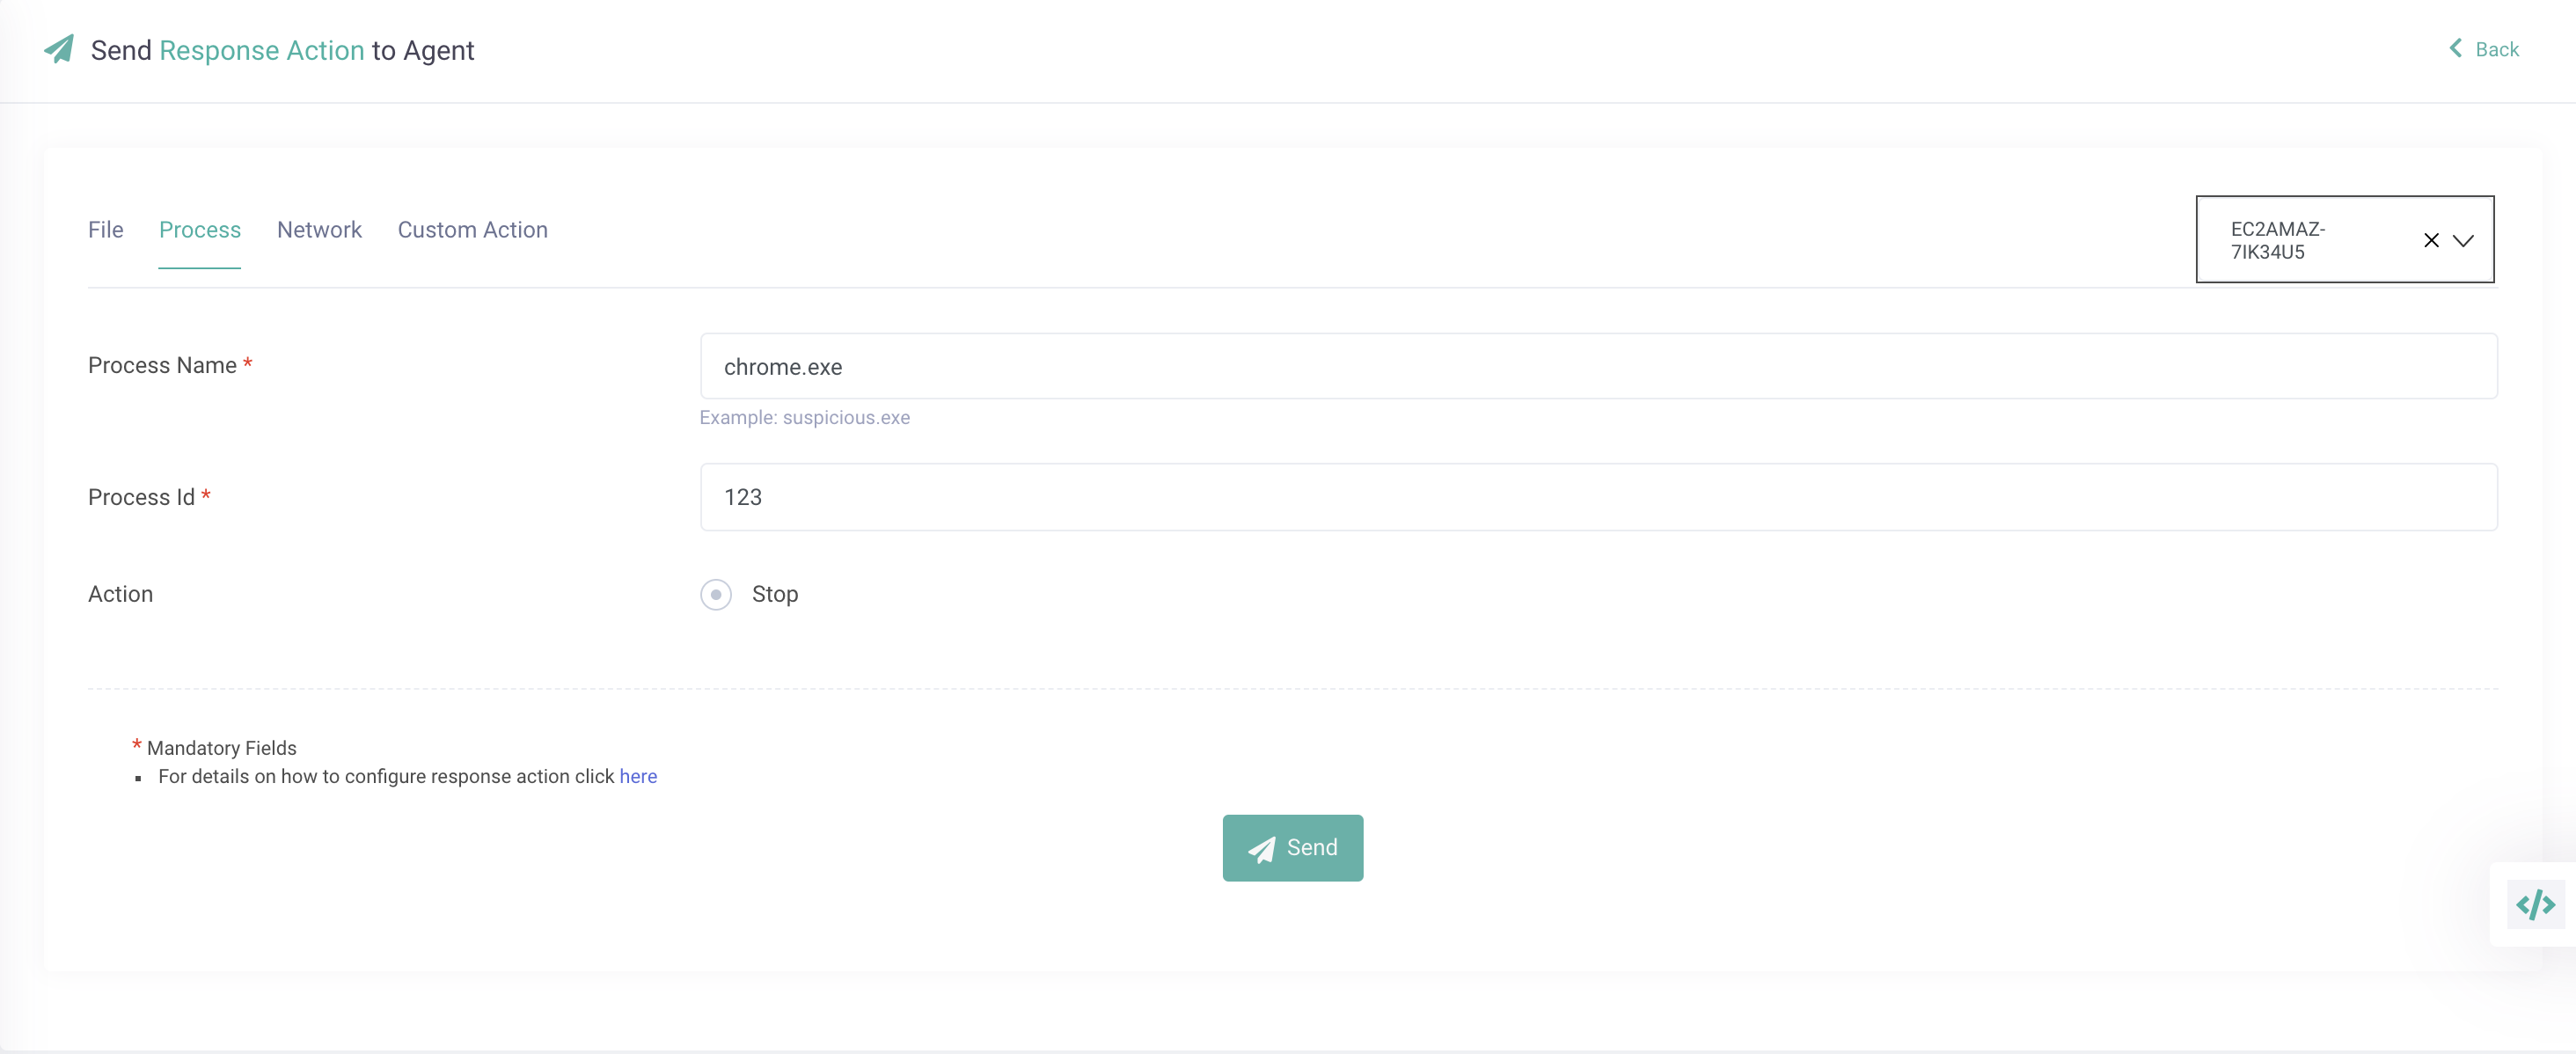 Send Response Action to Agent
Back
File Process Network Custom Action
EC2AMAZ-
7IK34U5
Process Name *
chrome.exe
Example: suspicious.exe
Process Id *
123
Action
Stop
* Mandatory Fields
▪ For details on how to configure response action click here
Send